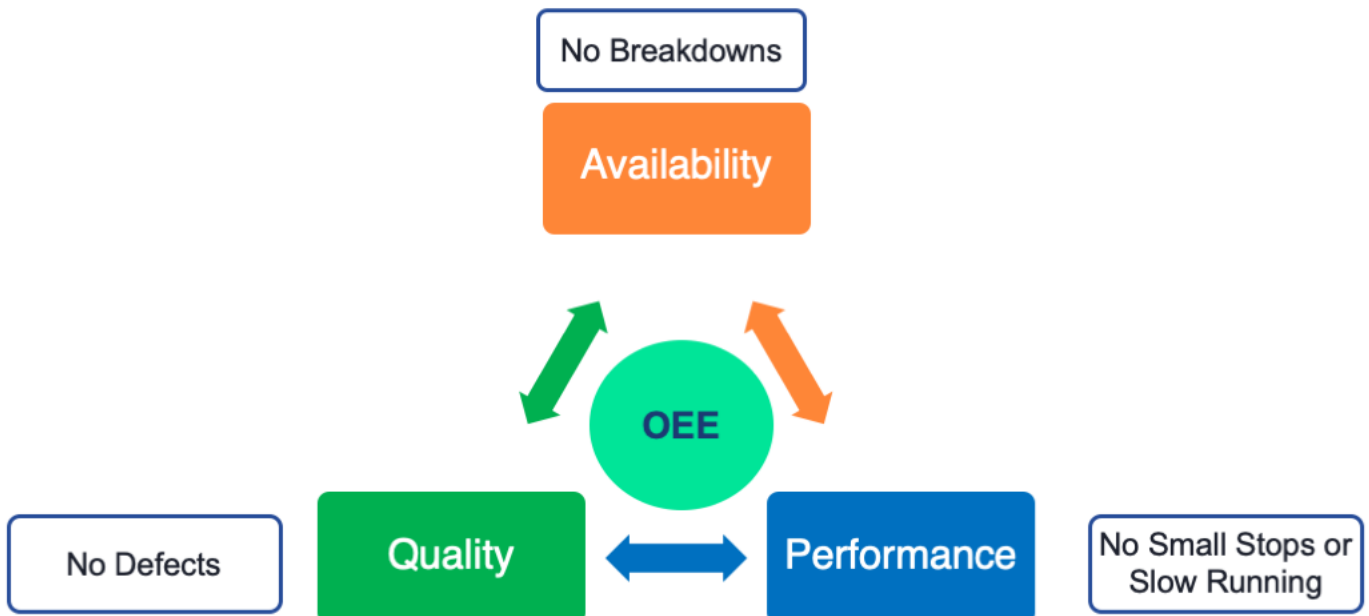 No Breakdowns
Availability
OEE
Quality
Performance
No Defects
No Small Stops or
Slow Running